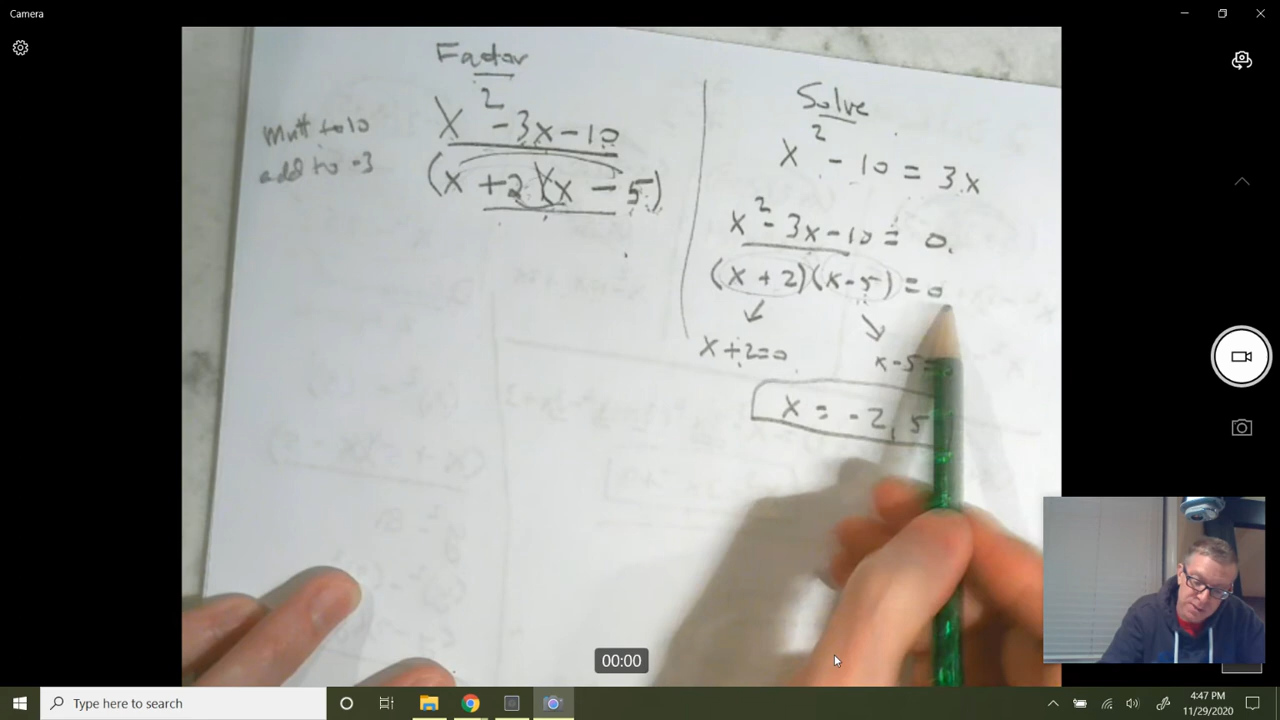 Camera
Factor
x² - 3x - 10
Mult to 10
add to -3
(x + 2)(x - 5)
Solve
x² - 10 = 3x
x² - 3x - 10 = 0
(x + 2)(x - 5) = 0
x + 2 = 0
x - 5 =
x = -2, 5
00:00
Type here to search
4:47 PM
11/29/2020